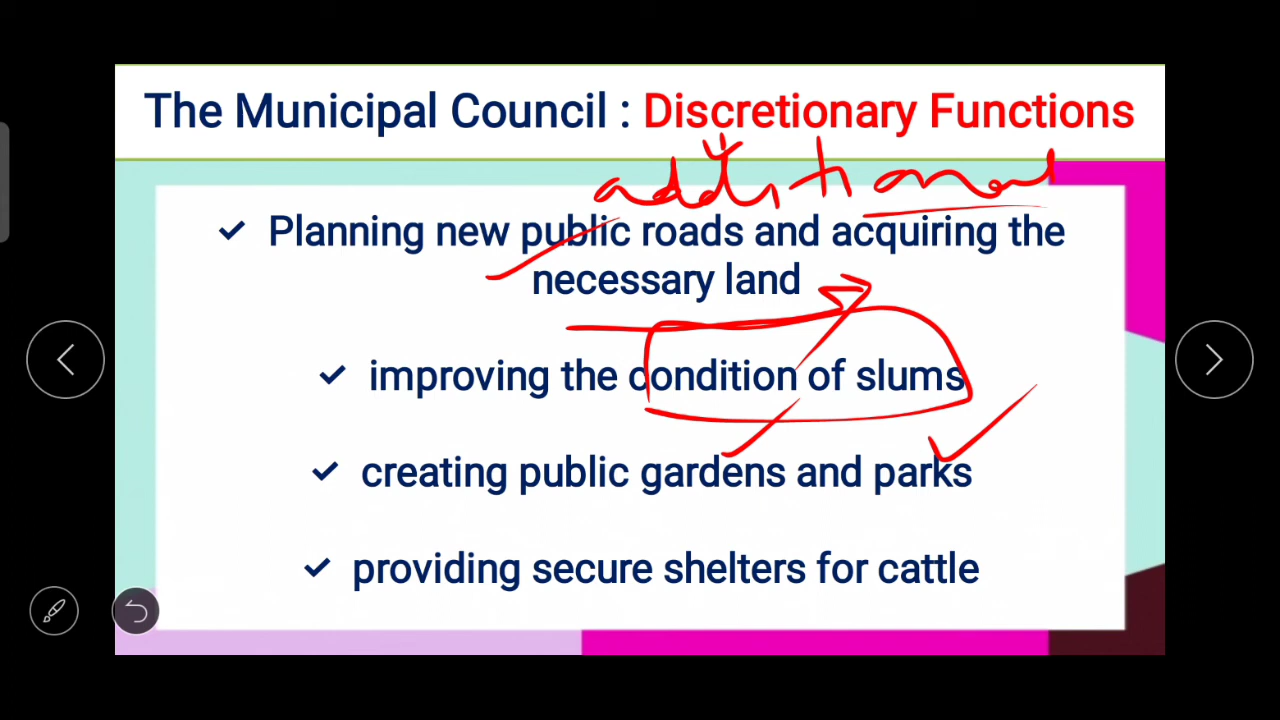 The Municipal Council : Discretionary Functions
additional
✓ Planning new public roads and acquiring the
necessary land
✓ improving the condition of slums
✓ creating public gardens and parks
✓ providing secure shelters for cattle